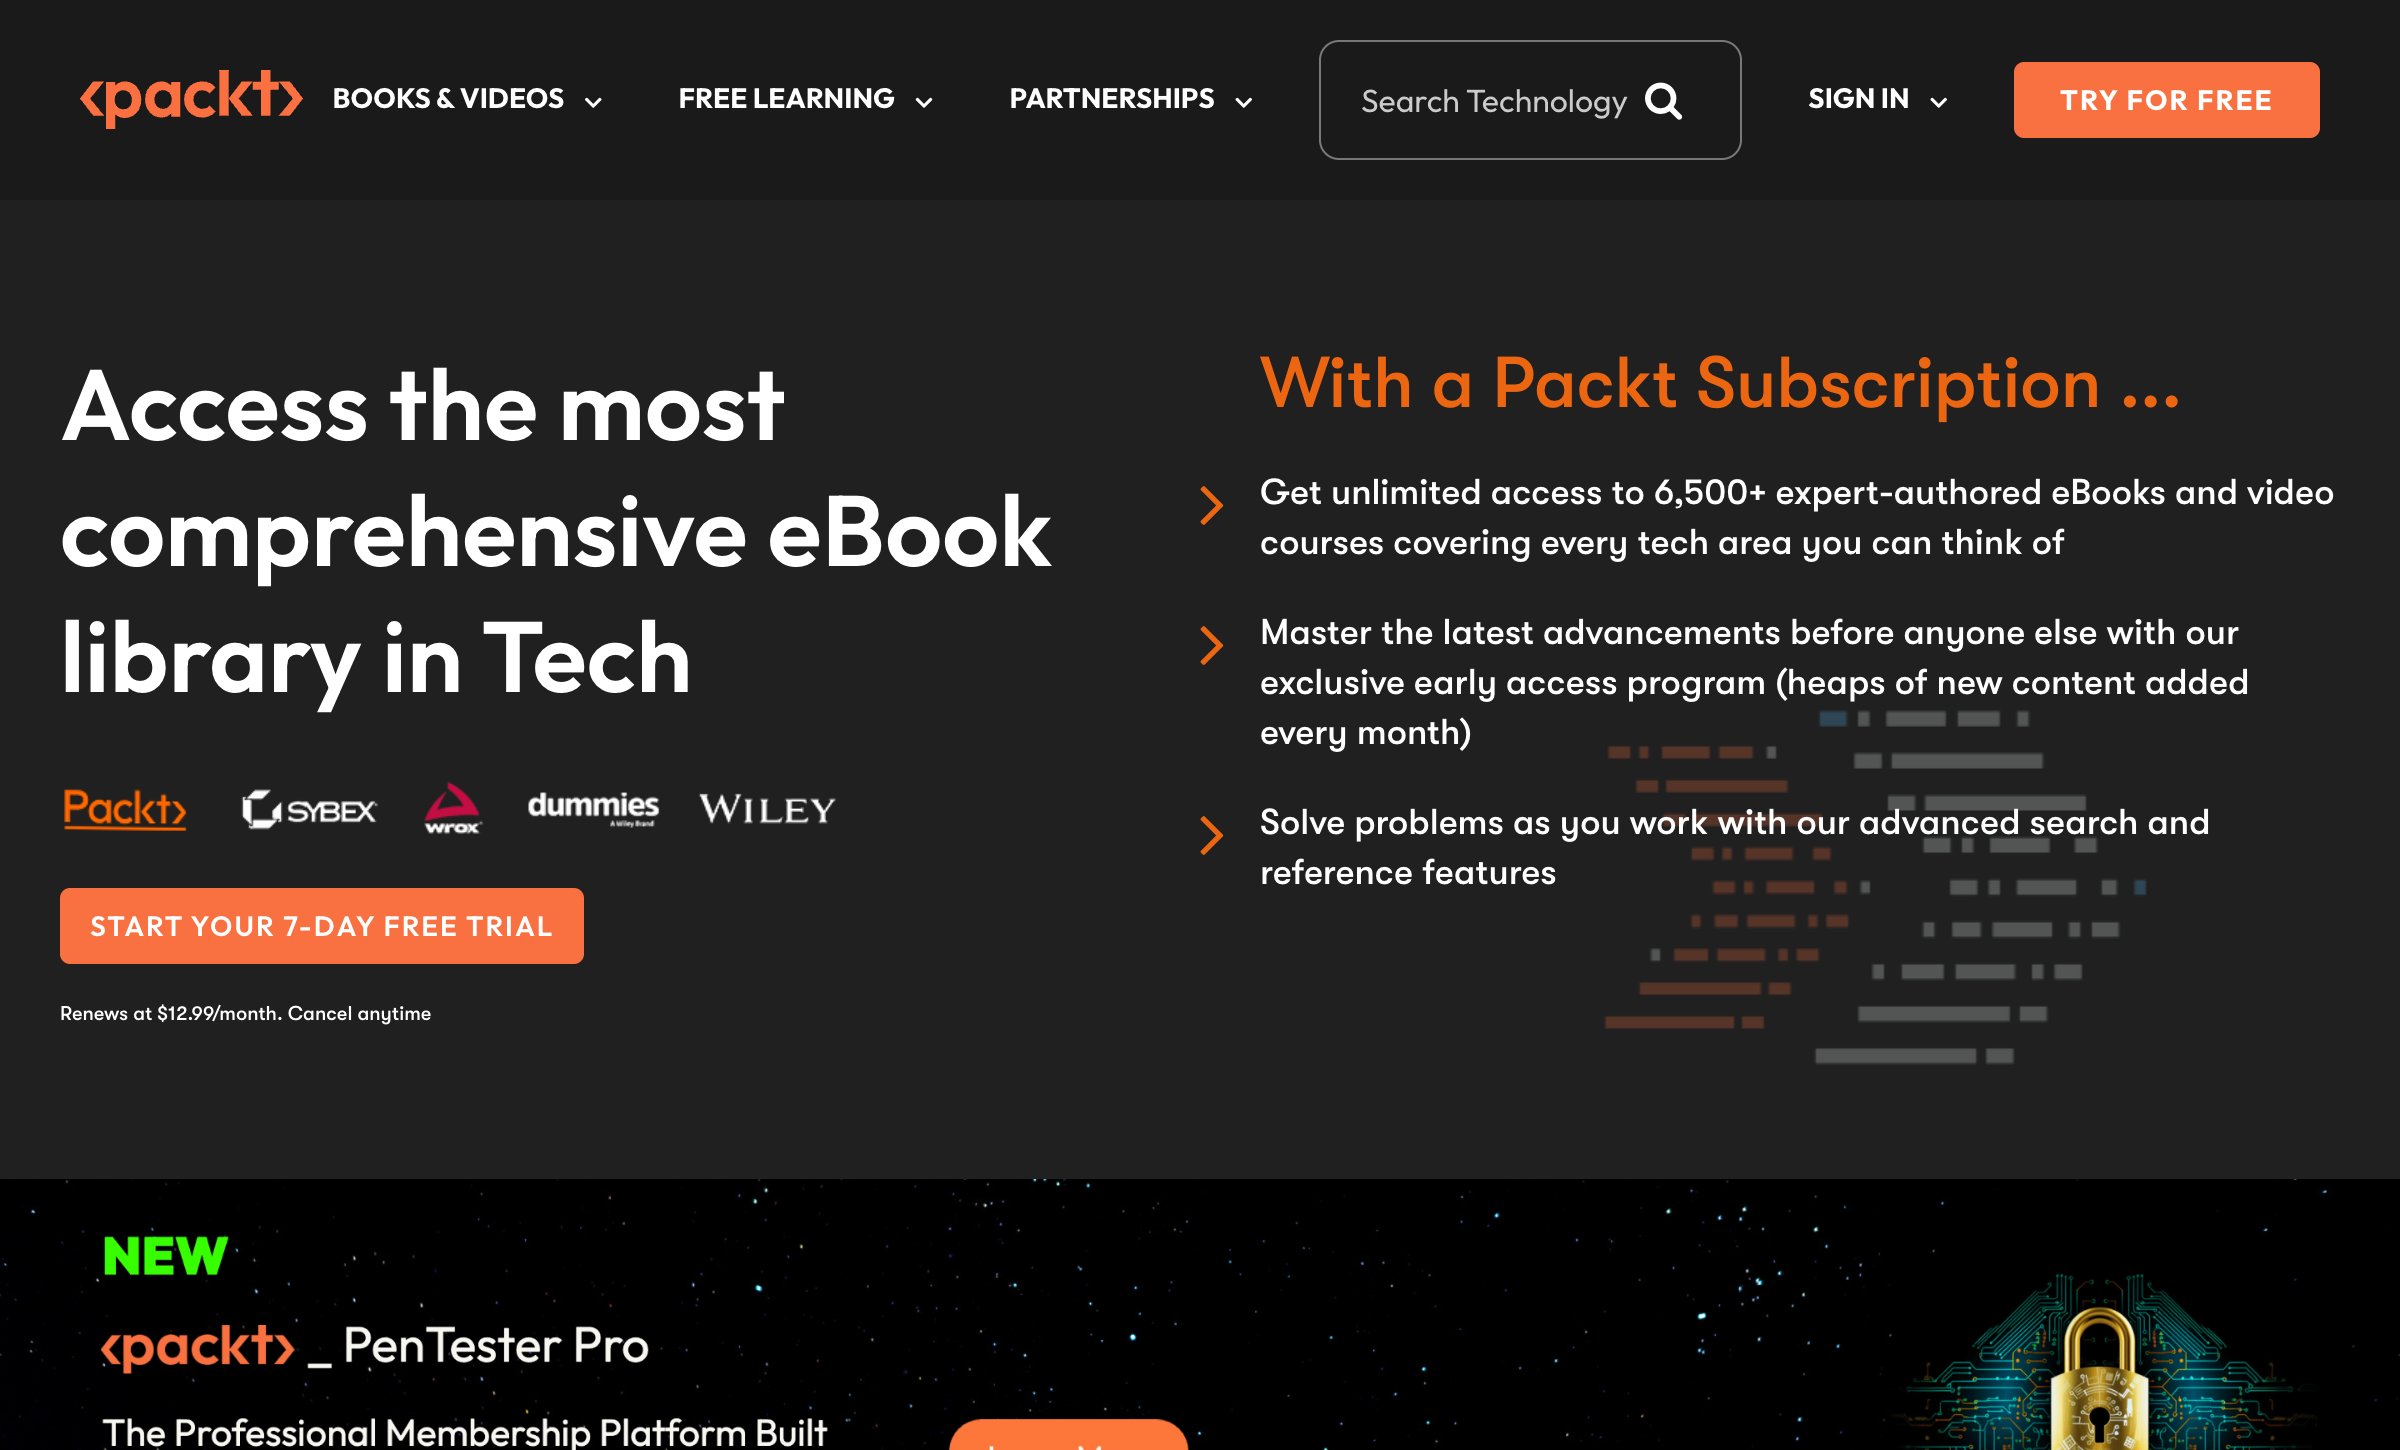 packt
BOOKS & VIDEOS
FREE LEARNING
PARTNERSHIPS
Search Technology
SIGN IN
TRY FOR FREE
Access the most
comprehensive eBook
library in Tech
Packt
SYBEX
wrox
dummies
A Wiley Brand
WILEY
START YOUR 7-DAY FREE TRIAL
Renews at $12.99/month. Cancel anytime
With a Packt Subscription ...
Get unlimited access to 6,500+ expert-authored eBooks and video
courses covering every tech area you can think of
Master the latest advancements before anyone else with our
exclusive early access program (heaps of new content added
every month)
Solve problems as you work with our advanced search and
reference features
NEW
<packt>_ PenTester Pro
The Professional Membership Platform Built